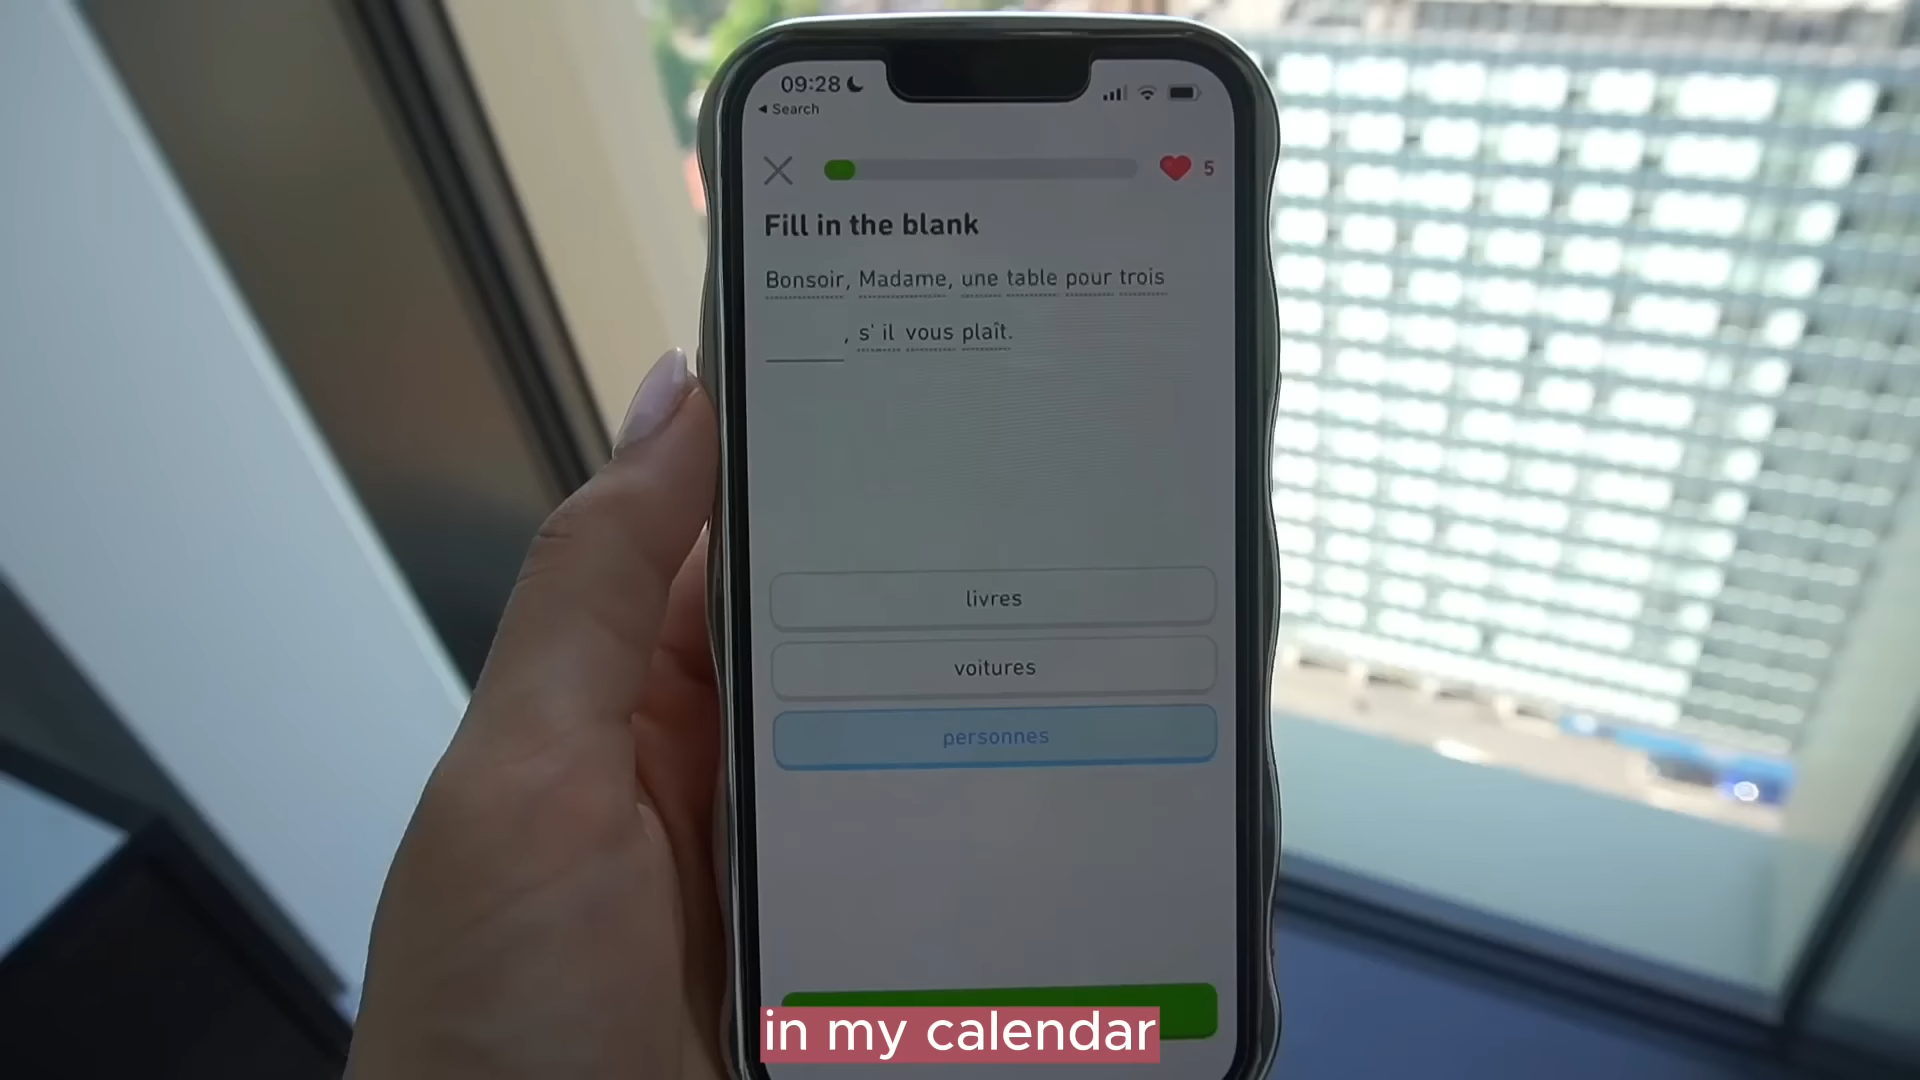 09:28
Search
5
Fill in the blank
Bonsoir, Madame, une table pour trois
, s' il vous plaît.
livres
voitures
personnes
in my calendar